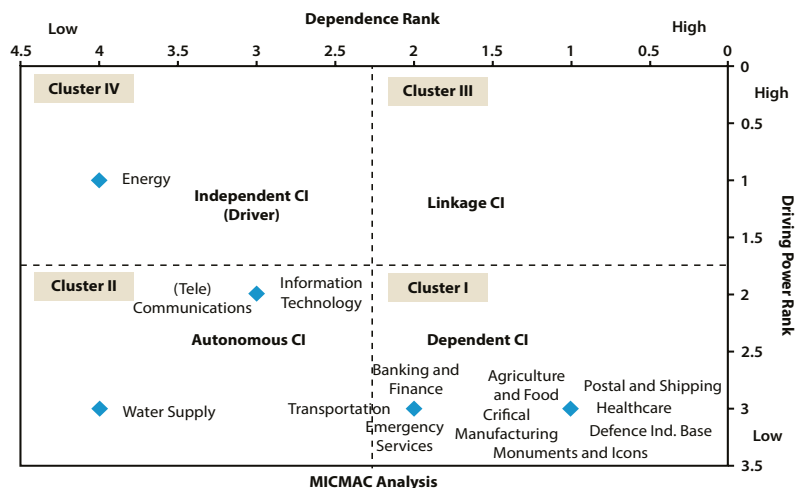 Dependence Rank
Low
High
4.5 4 3.5 3 2.5 2 1.5 1 0.5 0
0
Cluster IV
Cluster III
High
0.5
Energy
1
Independent CI
(Driver)
Linkage CI
1.5
Driving Power Rank
Cluster II
Cluster I
(Tele)
Communications
Information
Technology
2
Autonomous CI
Dependent CI
2.5
Banking and
Finance
Agriculture
and Food
Postal and Shipping
Water Supply
Transportation
Crifical
Manufacturing
Healthcare
3
Emergency
Services
Defence Ind. Base
Low
Monuments and Icons
3.5
MICMAC Analysis